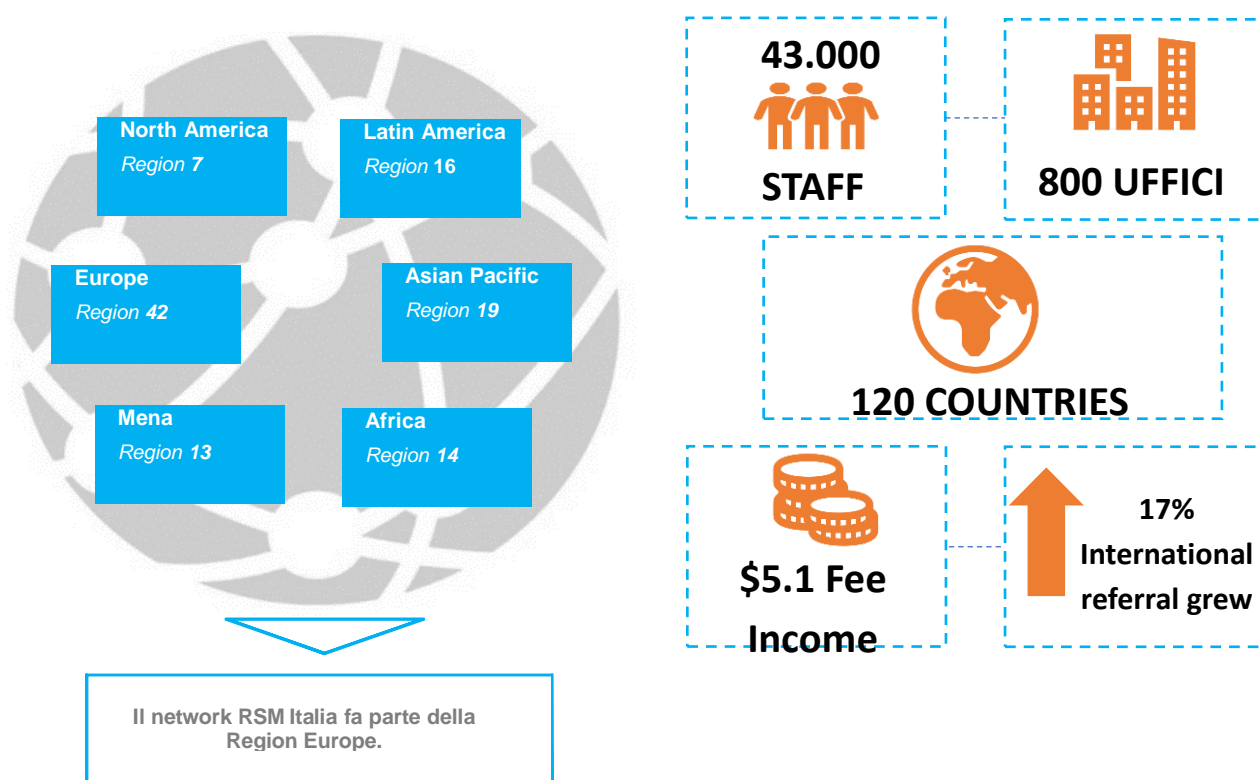 North America
Region 7
Latin America
Region 16
Europe
Region 42
Asian Pacific
Region 19
Mena
Region 13
Africa
Region 14
Il network RSM Italia fa parte della
Region Europe.
43.000
STAFF
800 UFFICI
120 COUNTRIES
$5.1 Fee
Income
17%
International
referral grew